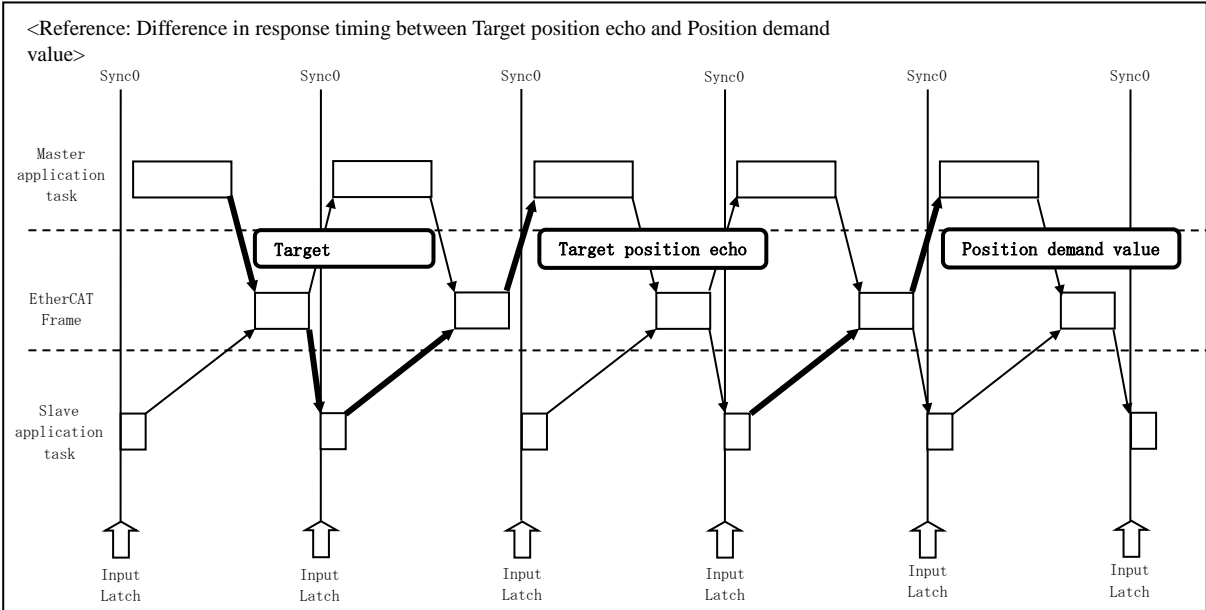 <Reference: Difference in response timing between Target position echo and Position demand
value>
Sync0 Sync0 Sync0 Sync0 Sync0 Sync0
Master
application
task
Target
Target position echo
Position demand value
EtherCAT
Frame
Slave
application
task
Input Input Input Input Input Input
Latch Latch Latch Latch Latch Latch